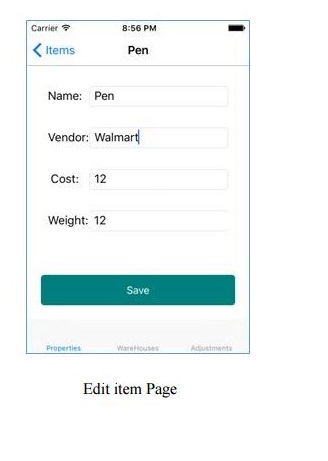 Carrier 8:56 PM
Items Pen
Name: Pen
Vendor: Walmart
Cost: 12
Weight: 12
Save
Properties WareHouses Adjustments
Edit item Page